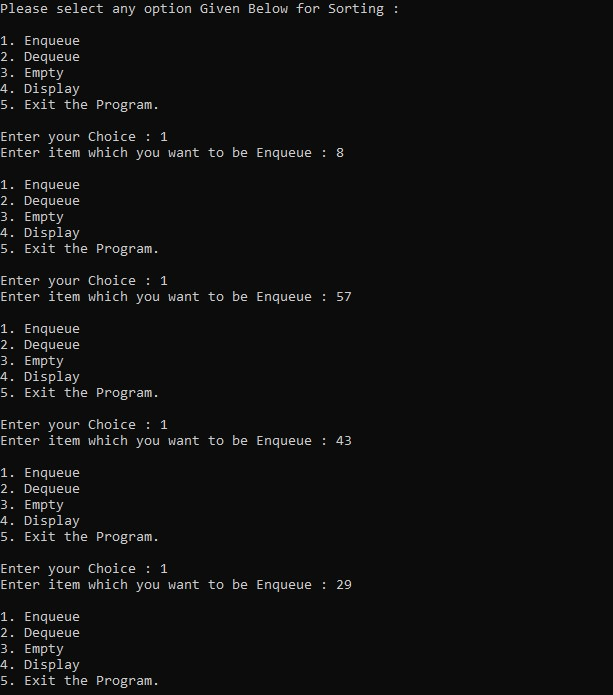 Please select any option Given Below for Sorting :
1. Enqueue
2. Dequeue
3. Empty
4. Display
5. Exit the Program.
Enter your Choice : 1
Enter item which you want to be Enqueue : 8
1. Enqueue
2. Dequeue
3. Empty
4. Display
5. Exit the Program.
Enter your Choice : 1
Enter item which you want to be Enqueue : 57
1. Enqueue
2. Dequeue
3. Empty
4. Display
5. Exit the Program.
Enter your Choice : 1
Enter item which you want to be Enqueue : 43
1. Enqueue
2. Dequeue
3. Empty
4. Display
5. Exit the Program.
Enter your Choice : 1
Enter item which you want to be Enqueue : 29
1. Enqueue
2. Dequeue
3. Empty
4. Display
5. Exit the Program.